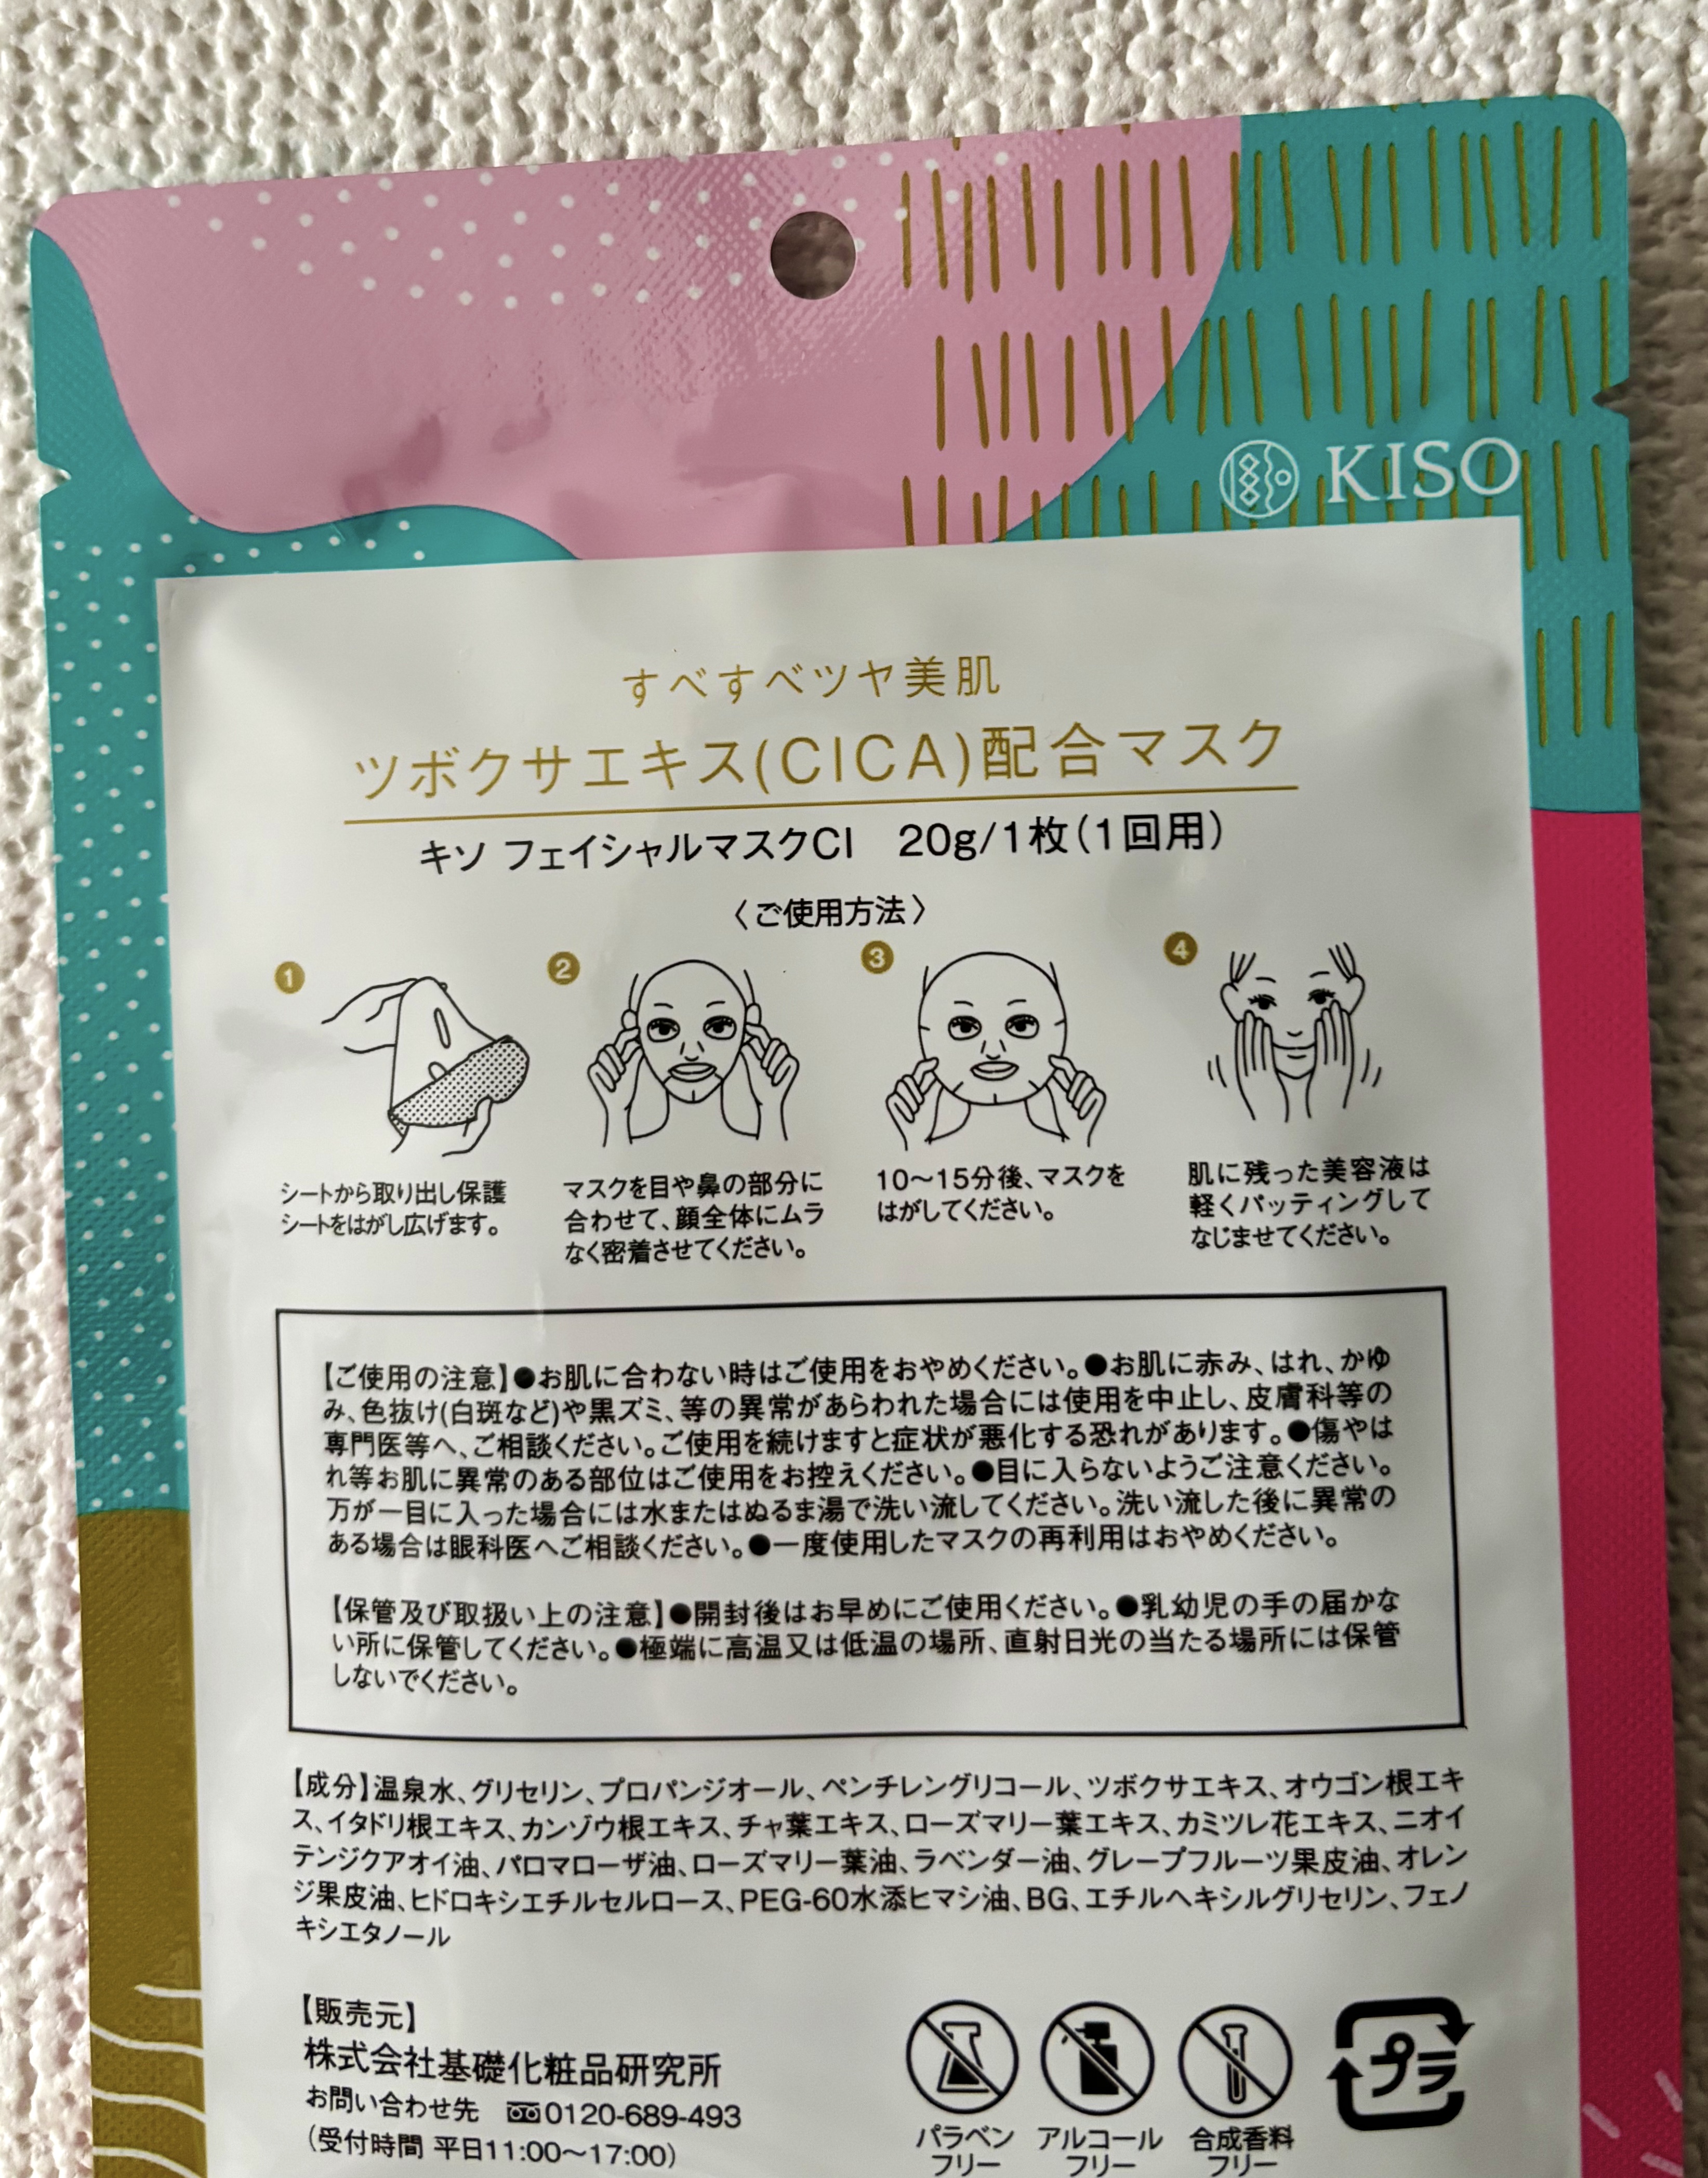 KISO
すべすべツヤ美肌
ツボクサエキス(CICA)配合マスク
キソ フェイシャルマスクCI 20g/1枚(1回用)
〈ご使用方法〉
1
シートから取り出し保護
シートをはがし広げます。
2
マスクを目や鼻の部分に
合わせて、顔全体にムラ
なく密着させてください。
3
10〜15分後、マスクを
はがしてください。
4
肌に残った美容液は
軽くパッティングして
なじませてください。
【ご使用の注意】●お肌に合わない時はご使用をおやめください。●お肌に赤み、はれ、かゆ
み、色抜け(白斑など)や黒ズミ、等の異常があらわれた場合には使用を中止し、皮膚科等の
専門医等へ、ご相談ください。ご使用を続けますと症状が悪化する恐れがあります。●傷やは
れ等お肌に異常のある部位はご使用をお控えください。●目に入らないようご注意ください。
万が一目に入った場合には水またはぬるま湯で洗い流してください。洗い流した後に異常の
ある場合は眼科医へご相談ください。●一度使用したマスクの再利用はおやめください。
【保管及び取扱い上の注意】●開封後はお早めにご使用ください。●乳幼児の手の届かな
い所に保管してください。●極端に高温又は低温の場所、直射日光の当たる場所には保管
しないでください。
【成分】温泉水、グリセリン、プロパンジオール、ペンチレングリコール、ツボクサエキス、オウゴン根エキ
ス、イタドリ根エキス、カンゾウ根エキス、チャ葉エキス、ローズマリー葉エキス、カミツレ花エキス、ニオイ
テンジクアオイ油、パロマローザ油、ローズマリー葉油、ラベンダー油、グレープフルーツ果皮油、オレン
ジ果皮油、ヒドロキシエチルセルロース、PEG-60水添ヒマシ油、BG、エチルヘキシルグリセリン、フェノ
キシエタノール
【販売元】
株式会社基礎化粧品研究所
お問い合わせ先 0120-689-493
(受付時間 平日11:00〜17:00)
パラベン
フリー
アルコール
フリー
合成香料
フリー
プラ